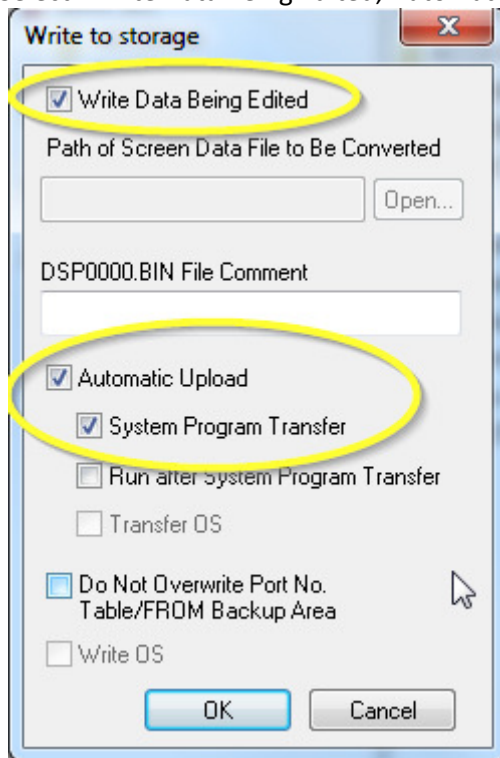 Write to storage
Write Data Being Edited
Path of Screen Data File to Be Converted
Open...
DSP0000.BIN File Comment
Automatic Upload
System Program Transfer
Run after System Program Transfer
Transfer OS
Do Not Overwrite Port No.
Table/FROM Backup Area
Write OS
OK Cancel